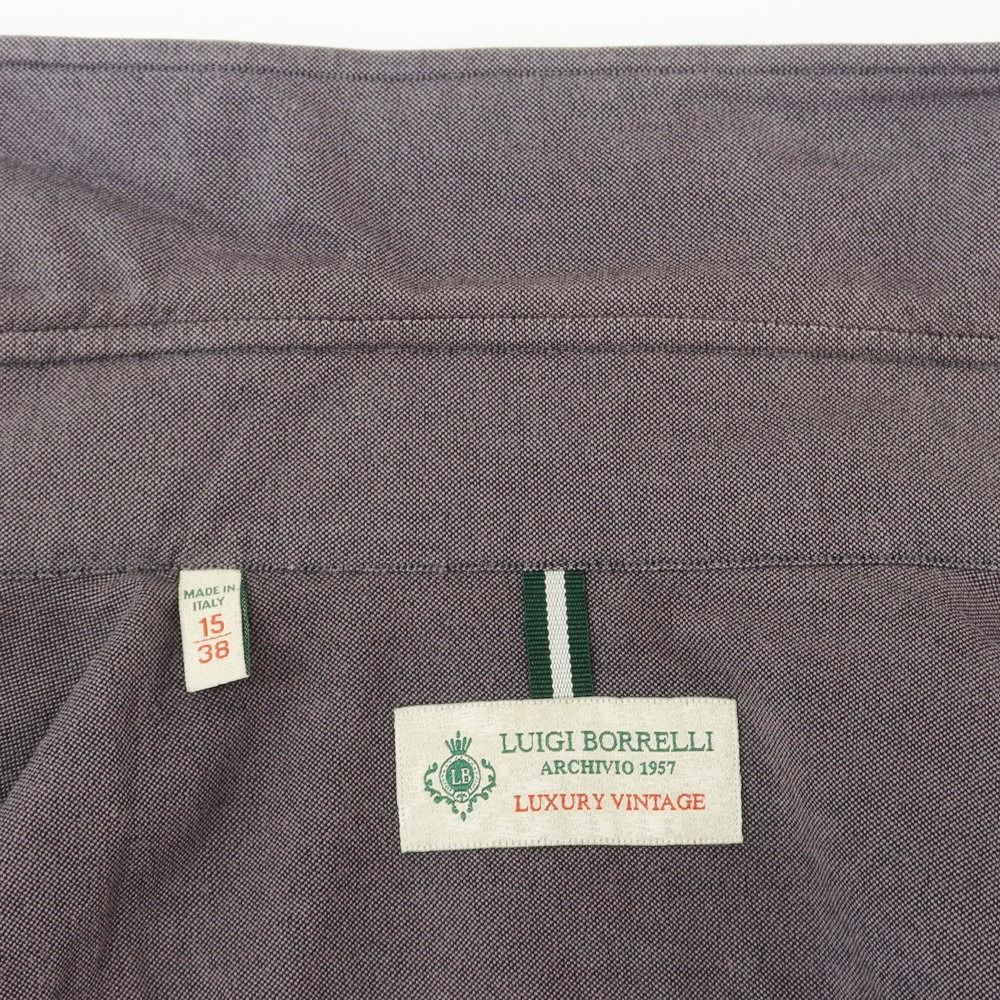 MADE IN
ITALY
15
38
LB
LUIGI BORRELLI
ARCHIVIO 1957
LUXURY VINTAGE